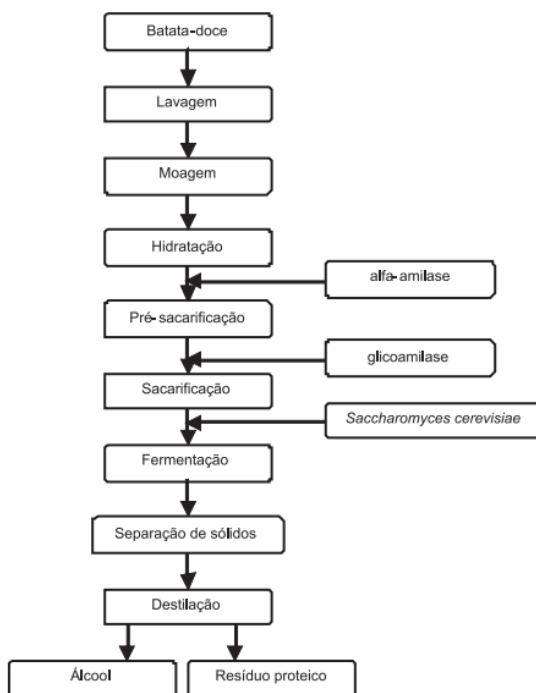 Batata-doce
Lavagem
Moagem
Hidratação
alfa-amilase
Pré-sacarificação
glicoamilase
Sacarificação
Saccharomyces cerevisiae
Fermentação
Separação de sólidos
Destilação
Álcool
Resíduo proteico